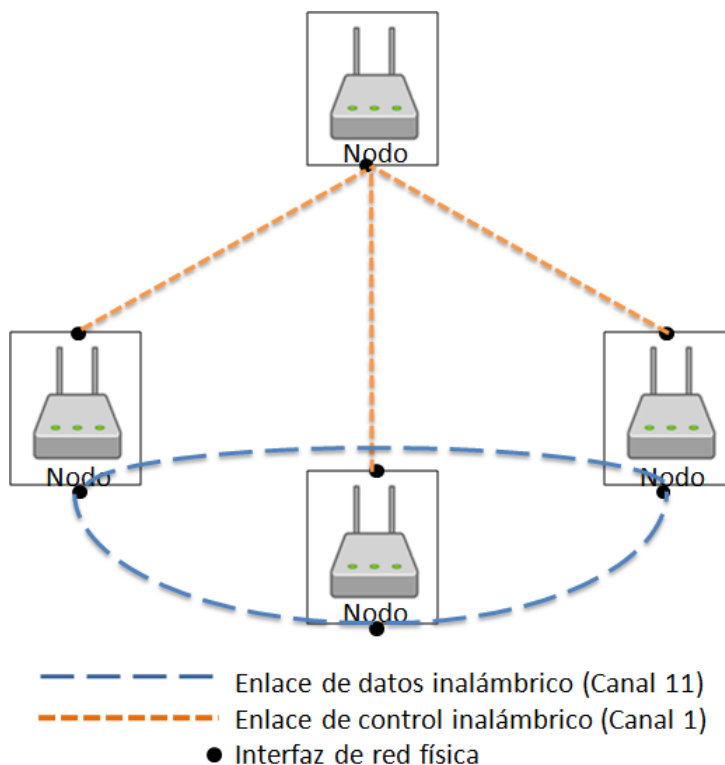 Nodo
Nodo
Nodo
Nodo
Enlace de datos inalámbrico (Canal 11)
Enlace de control inalámbrico (Canal 1)
Interfaz de red física